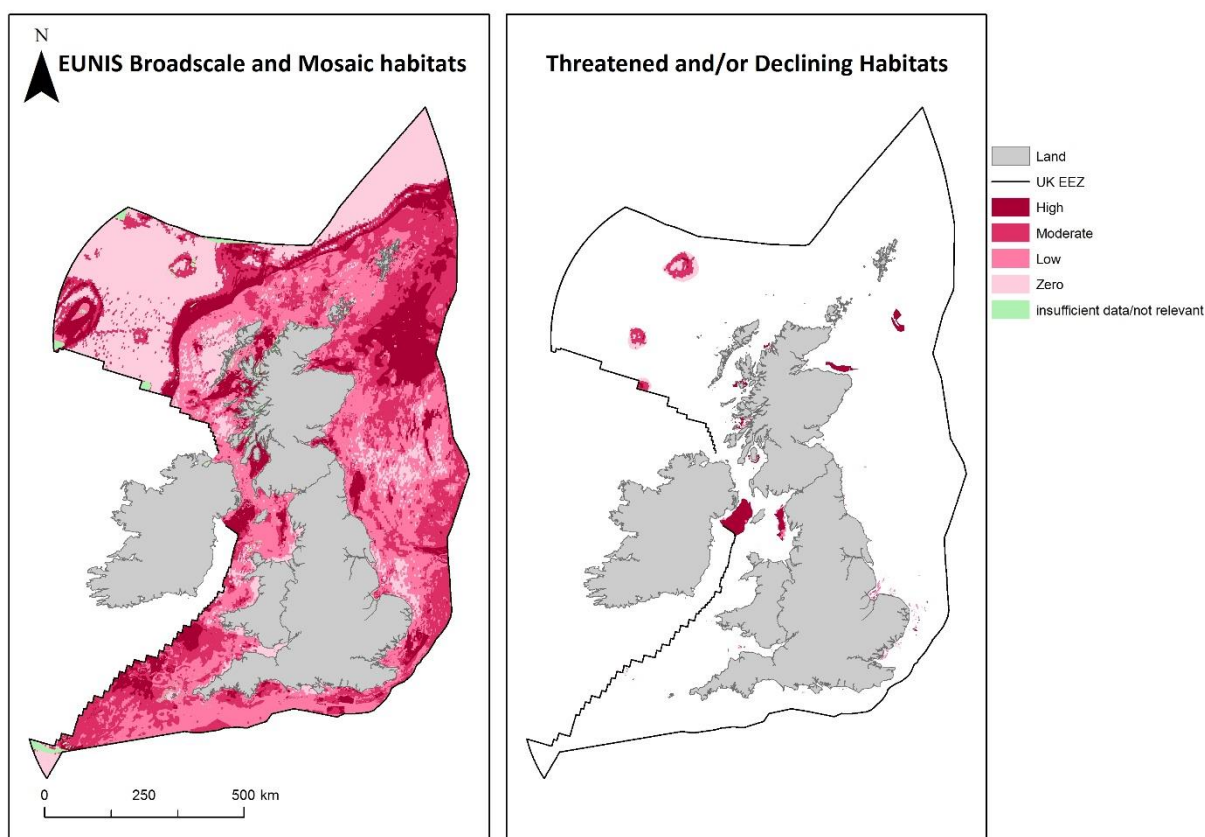 N
EUNIS Broadscale and Mosaic habitats
Threatened and/or Declining Habitats
Land
UK EEZ
High
Moderate
Low
Zero
insufficient data/not relevant
0 250 500 km